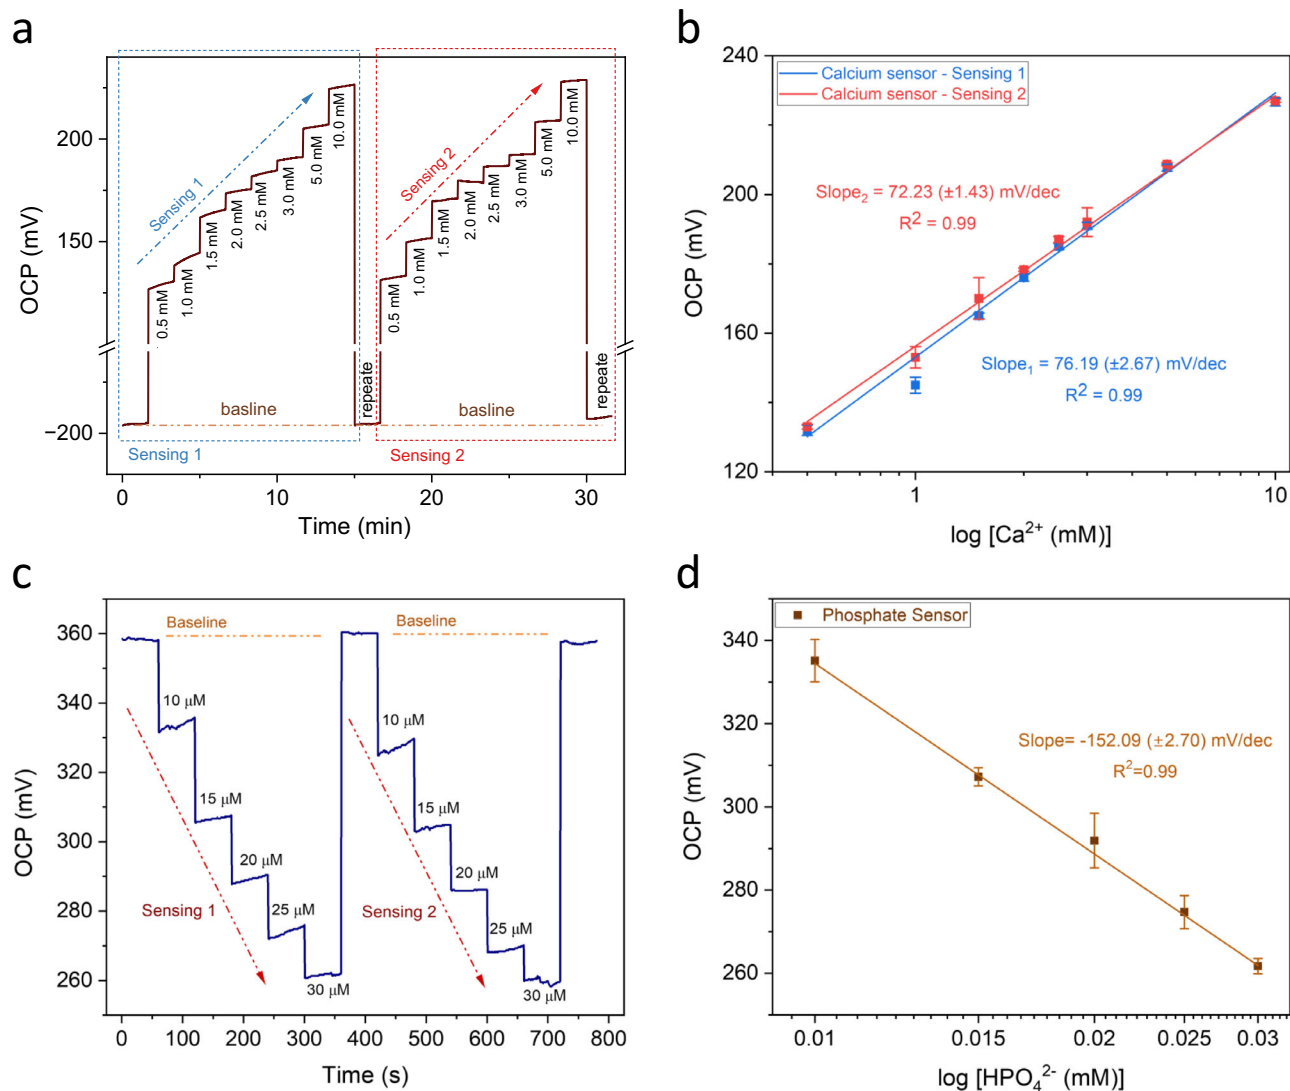 a
OCP (mV)
200
150
−200
0
10
20
30
Time (min)
Sensing 1
0.5 mM
1.0 mM
1.5 mM
2.0 mM
2.5 mM
3.0 mM
5.0 mM
10.0 mM
basline
repeate
Sensing 1
Sensing 2
0.5 mM
1.0 mM
1.5 mM
2.0 mM
2.5 mM
3.0 mM
5.0 mM
10.0 mM
basline
repeate
Sensing 2
b
OCP (mV)
240
200
160
120
1
10
log [Ca²⁺ (mM)]
Calcium sensor - Sensing 1
Calcium sensor - Sensing 2
Slope₂ = 72.23 (±1.43) mV/dec
R² = 0.99
Slope₁ = 76.19 (±2.67) mV/dec
R² = 0.99
c
OCP (mV)
360
340
320
300
280
260
0
100
200
300
400
500
600
700
800
Time (s)
Baseline
10 μM
15 μM
20 μM
25 μM
30 μM
Sensing 1
Baseline
10 μM
15 μM
20 μM
25 μM
30 μM
Sensing 2
d
OCP (mV)
340
320
300
280
260
0.01
0.015
0.02
0.025
0.03
log [HPO₄²⁻ (mM)]
Phosphate Sensor
Slope= -152.09 (±2.70) mV/dec
R²=0.99